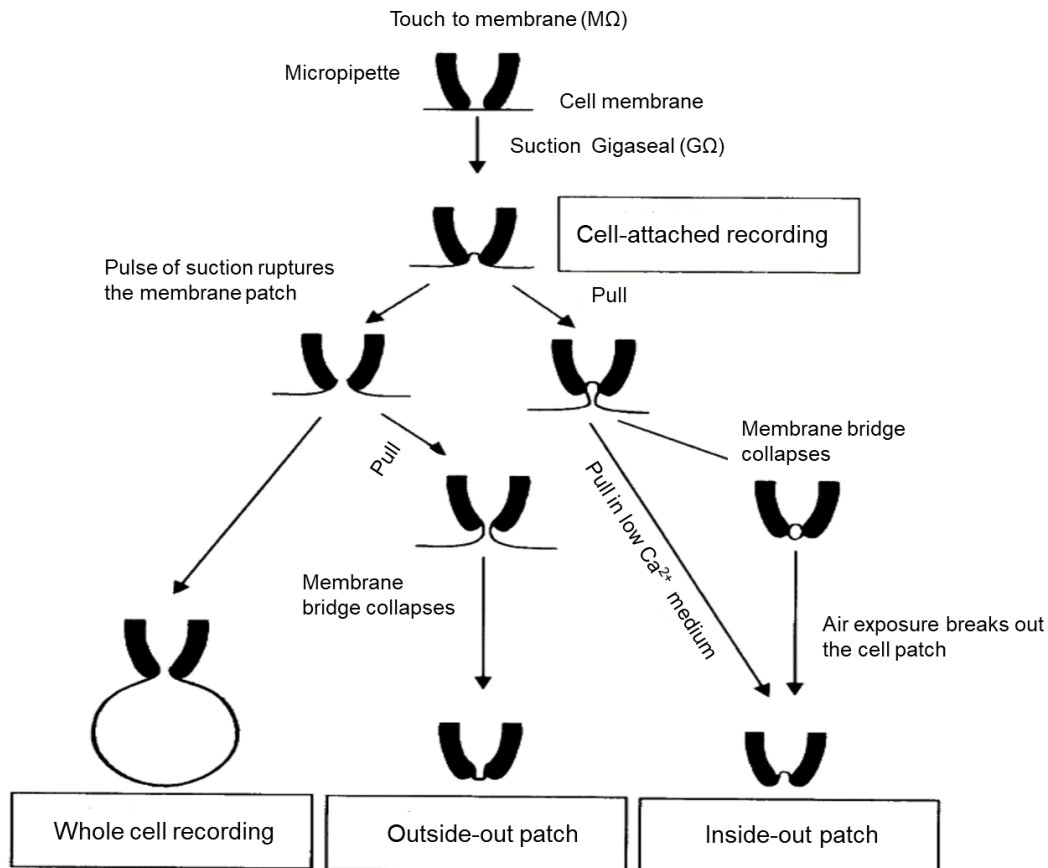 Touch to membrane (MΩ)
Micropipette
Cell membrane
Suction Gigaseal (GΩ)
Cell-attached recording
Pulse of suction ruptures
the membrane patch
Pull
Pull
Membrane bridge
collapses
Pull in low Ca²⁺ medium
Membrane
bridge collapses
Air exposure breaks out
the cell patch
Whole cell recording
Outside-out patch
Inside-out patch